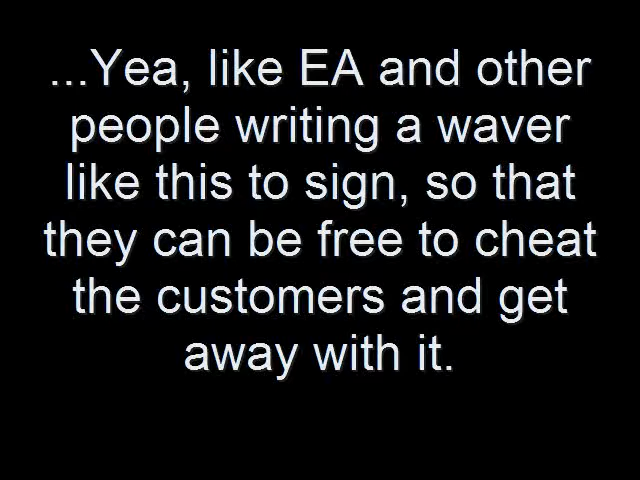 ...Yea, like EA and other
people writing a waver
like this to sign, so that
they can be free to cheat
the customers and get
away with it.